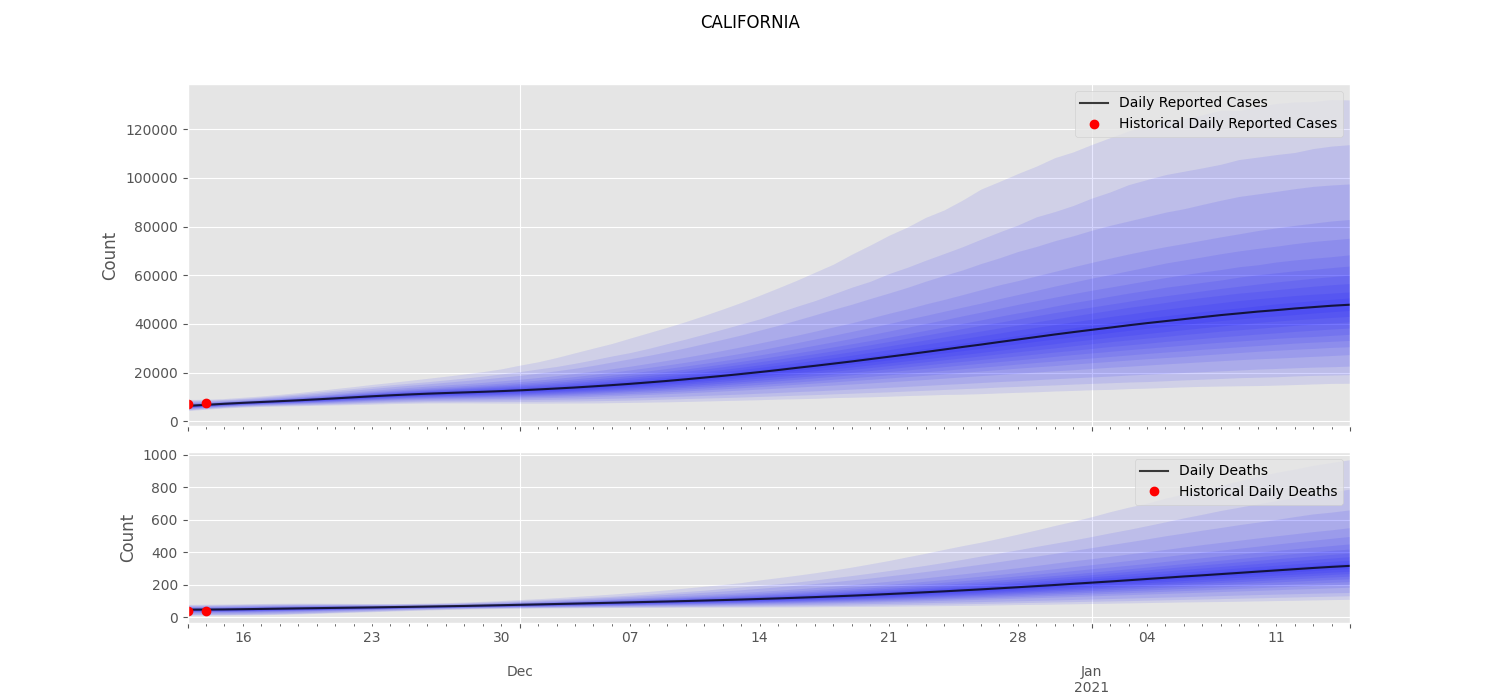 CALIFORNIA
Daily Reported Cases
Historical Daily Reported Cases
120000
100000
80000
60000
40000
20000
0
Count
Daily Deaths
Historical Daily Deaths
1000
800
600
400
200
0
Count
16 23 30 07 14 21 28 04 11
Dec Jan
2021